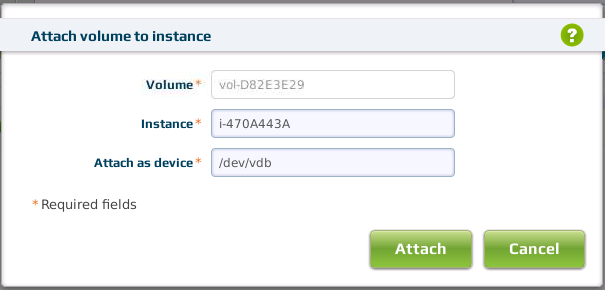 Attach volume to instance ?
Volume* vol-D82E3E29
Instance* i-470A443A
Attach as device* /dev/vdb
*Required fields
Attach Cancel